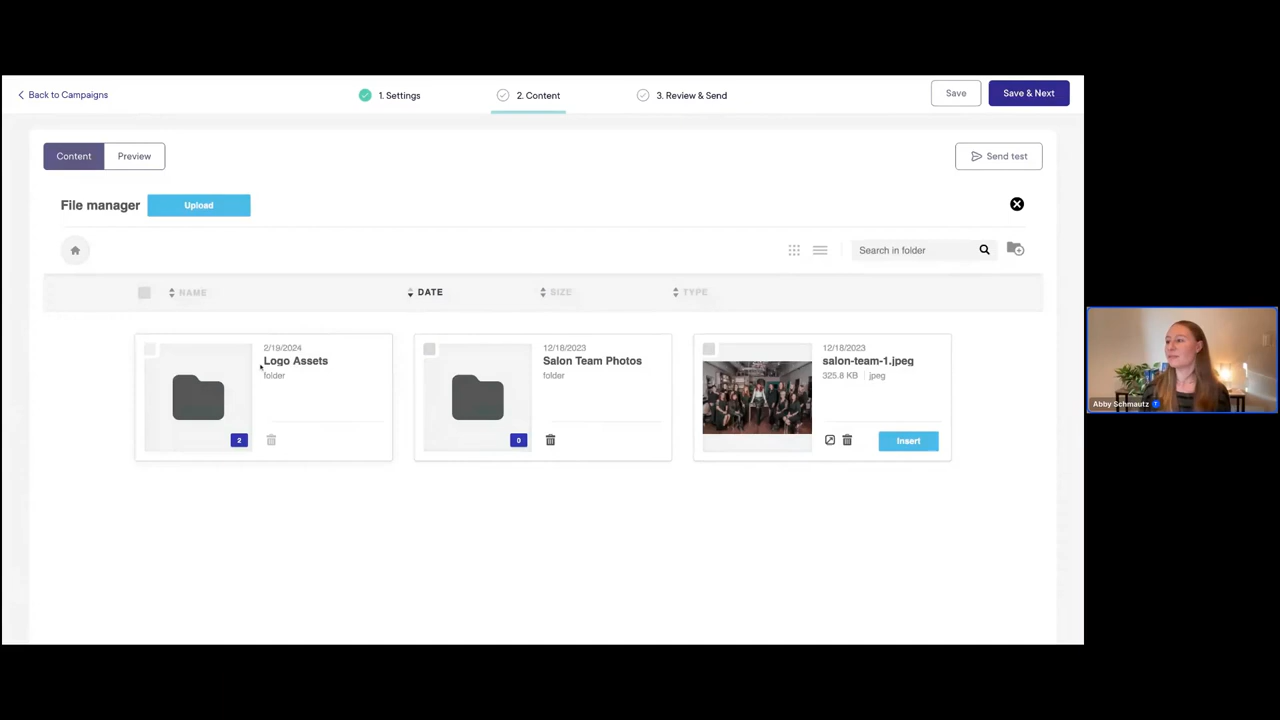 Back to Campaigns
1. Settings
2. Content
3. Review & Send
Save
Save & Next
Content
Preview
Send test
File manager
Upload
Search in folder
NAME
DATE
SIZE
TYPE
2/19/2024
Logo Assets
folder
2
12/18/2023
Salon Team Photos
folder
0
12/18/2023
salon-team-1.jpeg
325.8 KB jpeg
Insert
Abby Schmautz